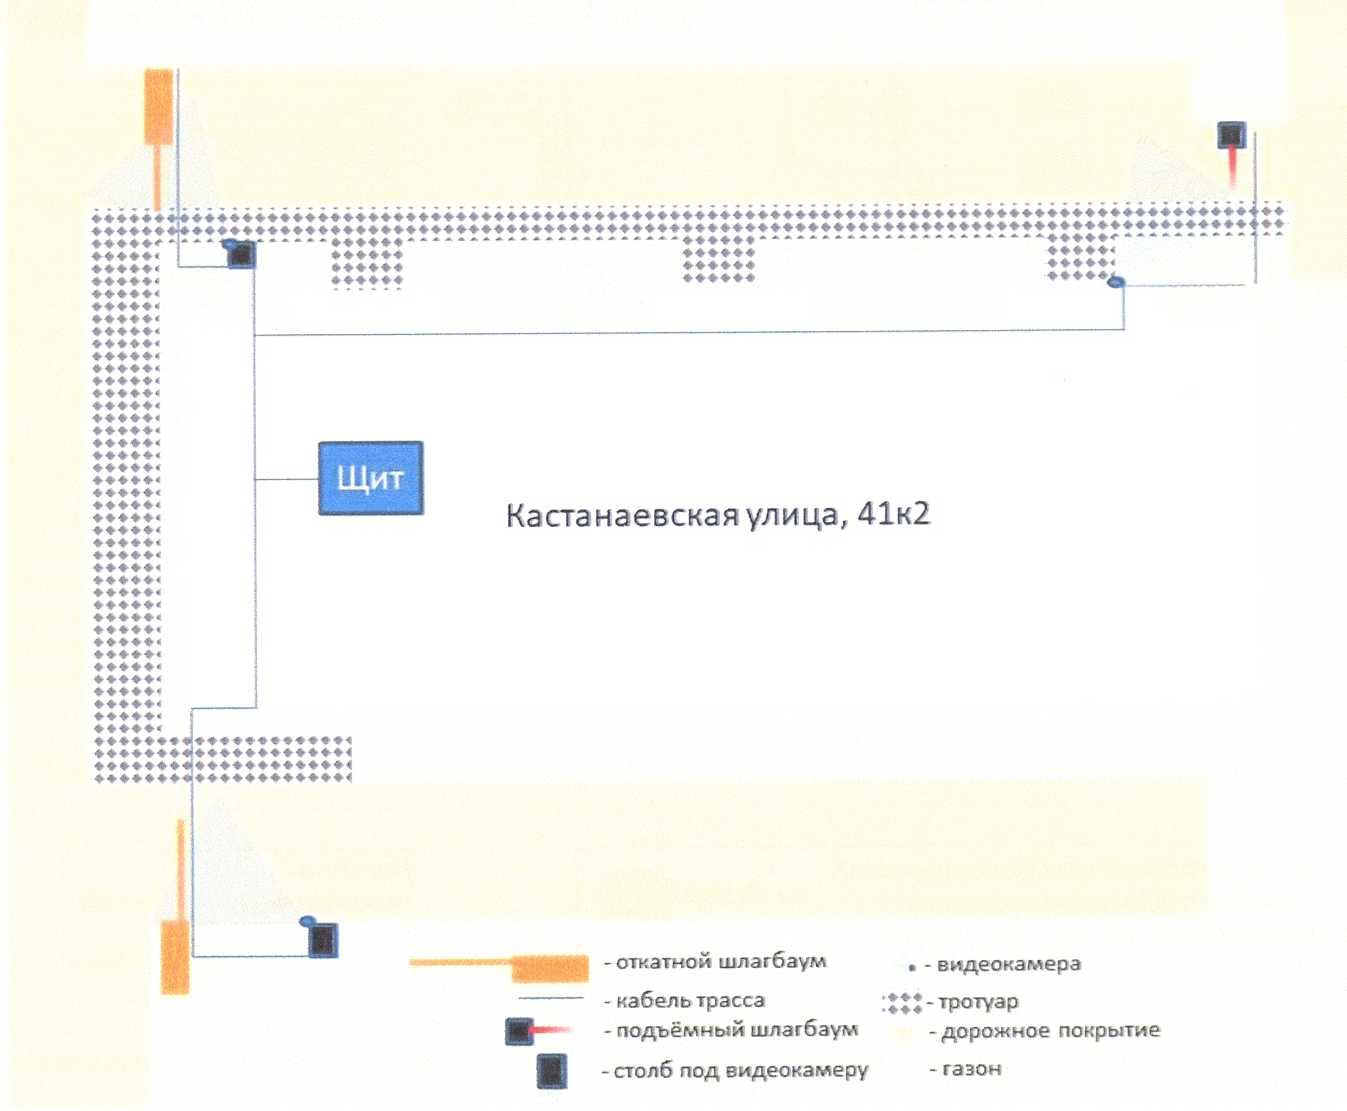 Щит
Кастанаевская улица, 41к2
- откатной шлагбаум
- видеокамера
- кабель трасса
- тротуар
- подъёмный шлагбаум
- дорожное покрытие
- столб под видеокамеру
- газон